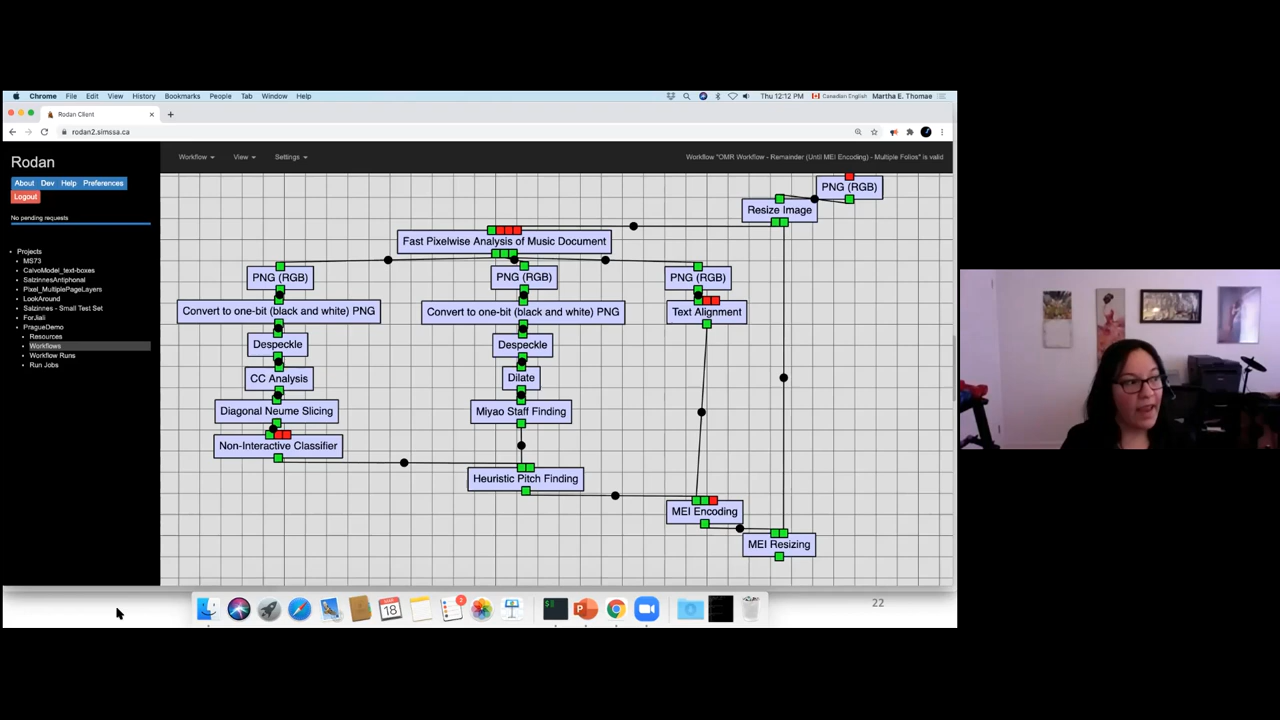 Chrome File Edit View History Bookmarks People Tab Window Help
Thu 12:12 PM Canadian English Martha E. Thomae
Rodan Client
rodan2.simssa.ca
Rodan
About Dev Help Preferences
Logout
No pending requests
Projects
MS73
CalvoModel_text-boxes
SalzinnesAntiphonal
Pixel_MultiplePageLayers
LookAround
Salzinnes - Small Test Set
ForJiali
PragueDemo
Resources
Workflows
Workflow Runs
Run Jobs
Workflow View Settings
Workflow "OMR Workflow - Remainder (Until MEI Encoding) - Multiple Folios" is valid
PNG (RGB)
Resize Image
Fast Pixelwise Analysis of Music Document
PNG (RGB) PNG (RGB) PNG (RGB)
Convert to one-bit (black and white) PNG Convert to one-bit (black and white) PNG Text Alignment
Despeckle Despeckle
CC Analysis Dilate
Diagonal Neume Slicing Miyao Staff Finding
Non-Interactive Classifier
Heuristic Pitch Finding
MEI Encoding
MEI Resizing
18
22